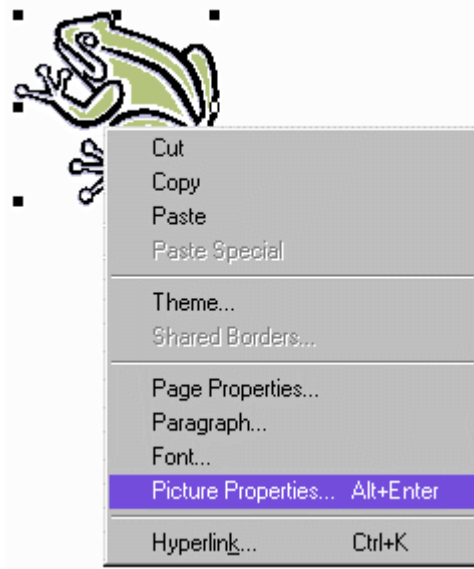 Cut
Copy
Paste
Paste Special
Theme...
Shared Borders...
Page Properties...
Paragraph...
Font...
Picture Properties... Alt+Enter
Hyperlink... Ctrl+K